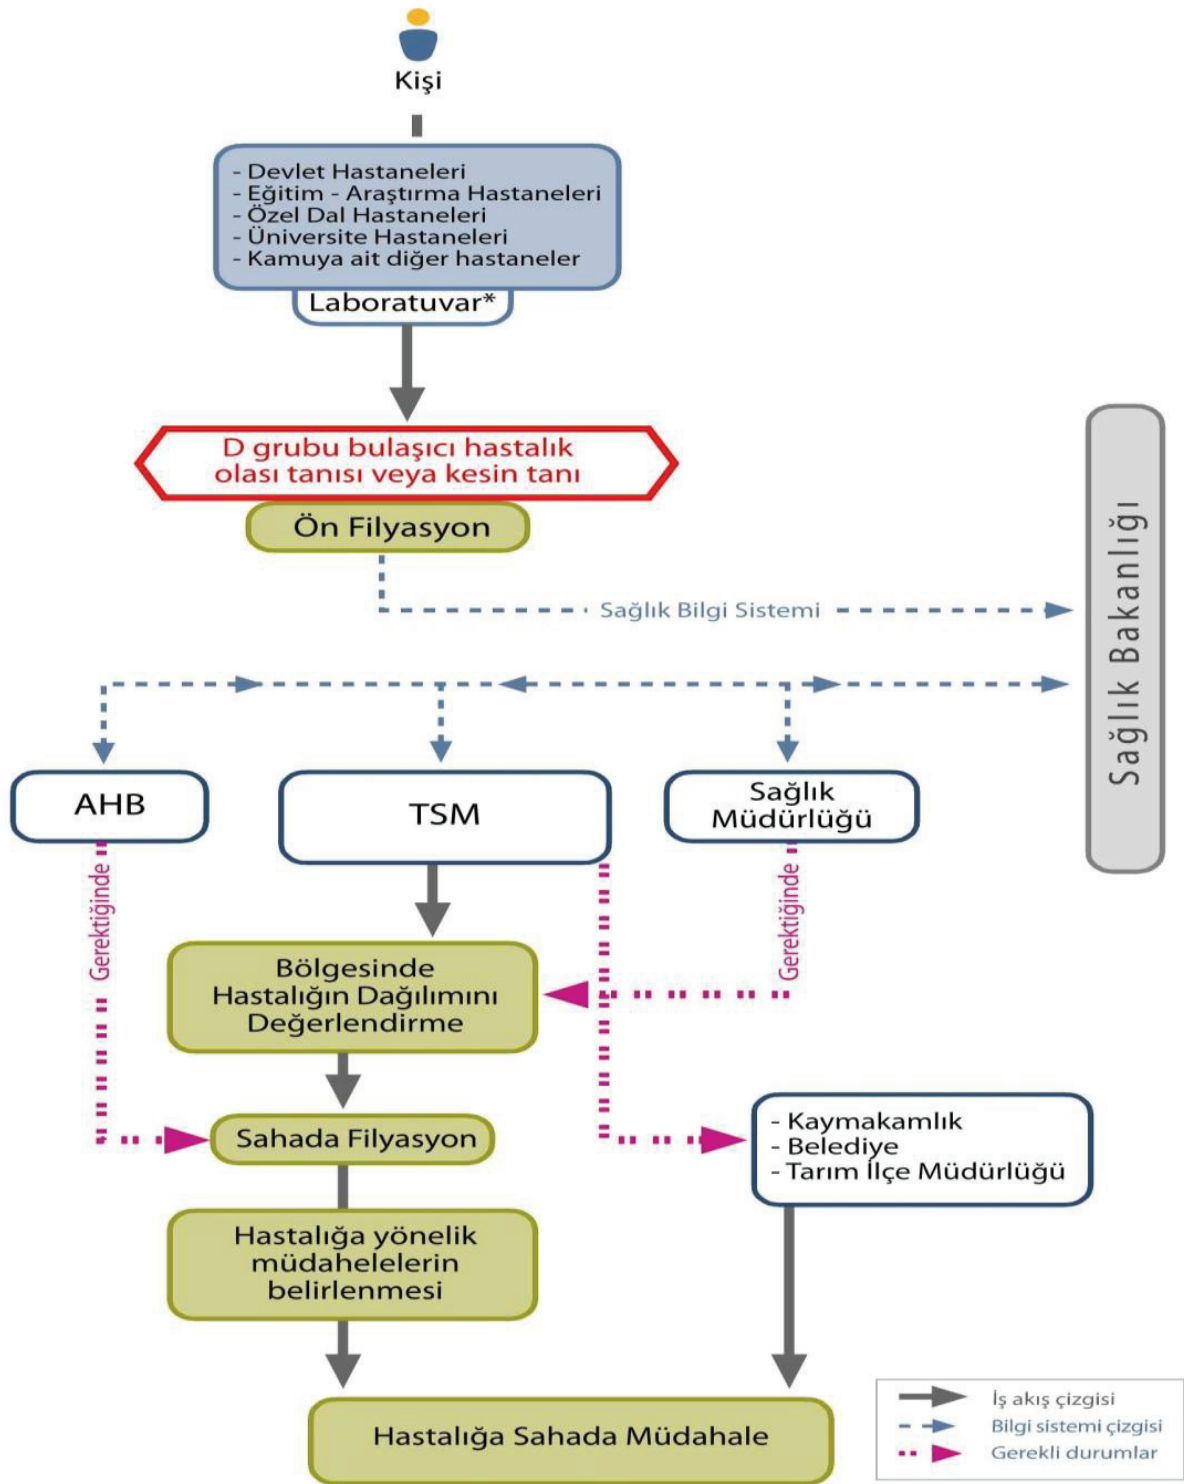 Kişi
- Devlet Hastaneleri
- Eğitim - Araştırma Hastaneleri
- Özel Dal Hastaneleri
- Üniversite Hastaneleri
- Kamuya ait diğer hastaneler
Laboratuvar*
D grubu bulaşıcı hastalık
olası tanısı veya kesin tanı
Ön Filyasyon
Sağlık Bilgi Sistemi
Sağlık Bakanlığı
AHB
TSM
Sağlık
Müdürlüğü
Gerektiğinde
Gerektiğinde
Bölgesinde
Hastalığın Dağılımını
Değerlendirme
Sahada Filyasyon
- Kaymakamlık
- Belediye
- Tarım İlçe Müdürlüğü
Hastalığa yönelik
müdahelelerin
belirlenmesi
Hastalığa Sahada Müdahale
İş akış çizgisi
Bilgi sistemi çizgisi
Gerekli durumlar